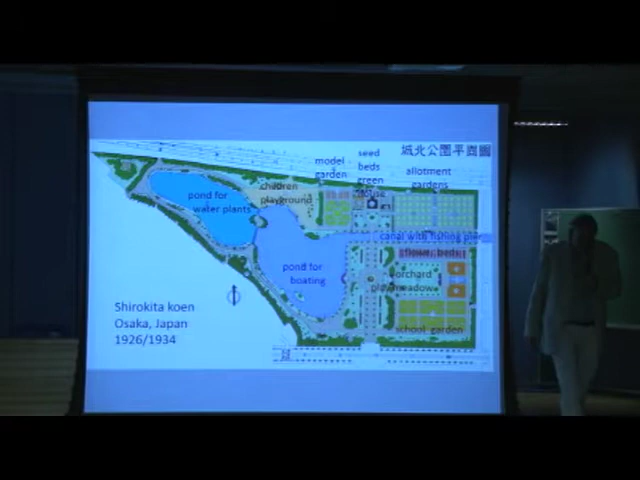 城北公園平面圖
model
garden
seed
beds
green
house
allotment
gardens
children
playground
pond for
water plants
canal with fishing pier
flower beds
pond for
boating
orchard
play meadow
school garden
Shirokita koen
Osaka, Japan
1926/1934